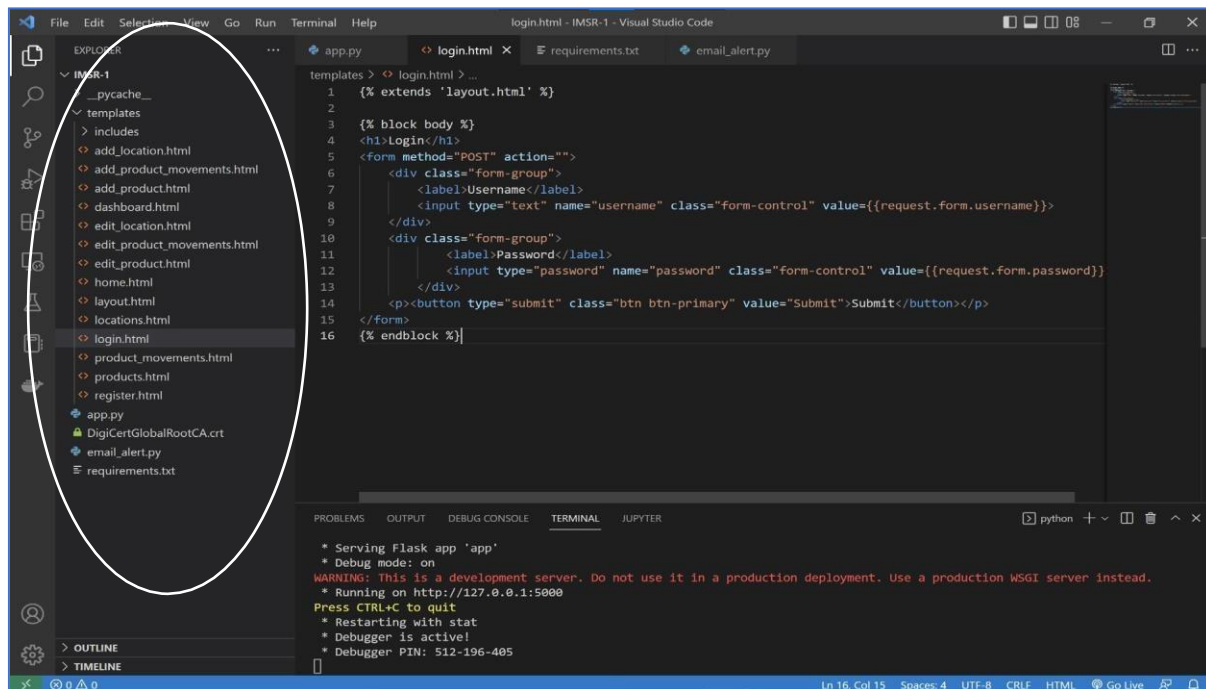 File Edit Selection View Go Run Terminal Help login.html - IMSR-1 - Visual Studio Code
EXPLORER
IMSR-1
__pycache__
templates
includes
add_location.html
add_product_movements.html
add_product.html
dashboard.html
edit_location.html
edit_product_movements.html
edit_product.html
home.html
layout.html
locations.html
login.html
product_movements.html
products.html
register.html
app.py
DigiCertGlobalRootCA.crt
email_alert.py
requirements.txt
OUTLINE
TIMELINE
app.py login.html requirements.txt email_alert.py
templates > login.html > ...
1 {% extends 'layout.html' %}
2
3 {% block body %}
4 <h1>Login</h1>
5 <form method="POST" action="">
6 <div class="form-group">
7 <label>Username</label>
8 <input type="text" name="username" class="form-control" value={{request.form.username}}>
9 </div>
10 <div class="form-group">
11 <label>Password</label>
12 <input type="password" name="password" class="form-control" value={{request.form.password}}
13 </div>
14 <p><button type="submit" class="btn btn-primary" value="Submit">Submit</button></p>
15 </form>
16 {% endblock %}
PROBLEMS OUTPUT DEBUG CONSOLE TERMINAL JUPYTER python
* Serving Flask app 'app'
* Debug mode: on
WARNING: This is a development server. Do not use it in a production deployment. Use a production WSGI server instead.
* Running on http://127.0.0.1:5000
Press CTRL+C to quit
* Restarting with stat
* Debugger is active!
* Debugger PIN: 512-196-405
0 0 Ln 16, Col 15 Spaces: 4 UTF-8 CRLF HTML Go Live